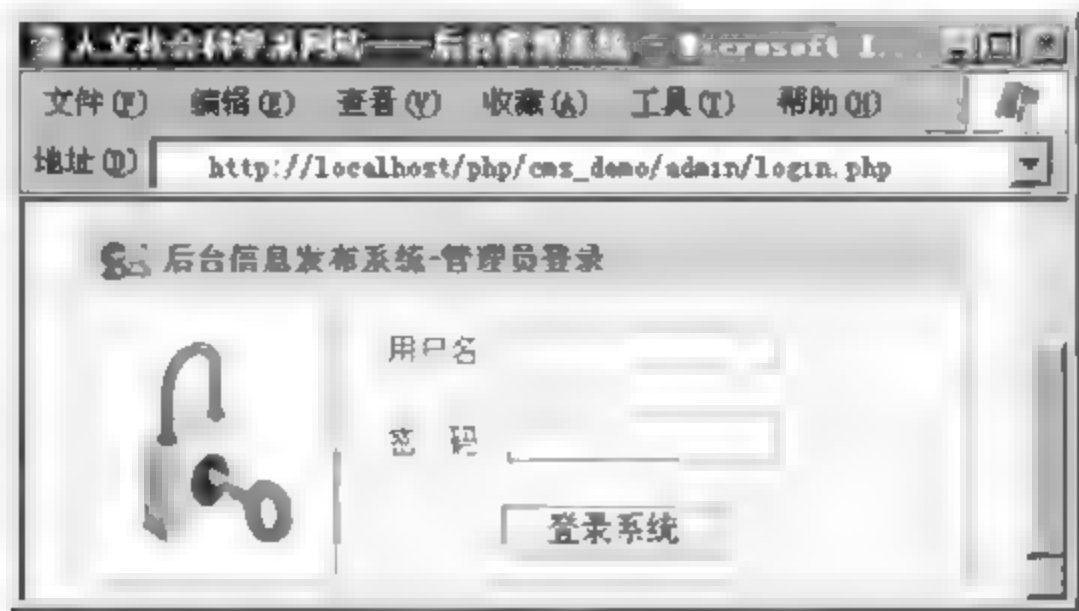 人文社会科学系网站——后台管理系统 - Microsoft I...
文件(F) 编辑(E) 查看(V) 收藏(A) 工具(T) 帮助(H)
地址(D) http://localhost/php/cms_demo/admin/login.php
后台信息发布系统-管理员登录
用户名
密 码
登录系统